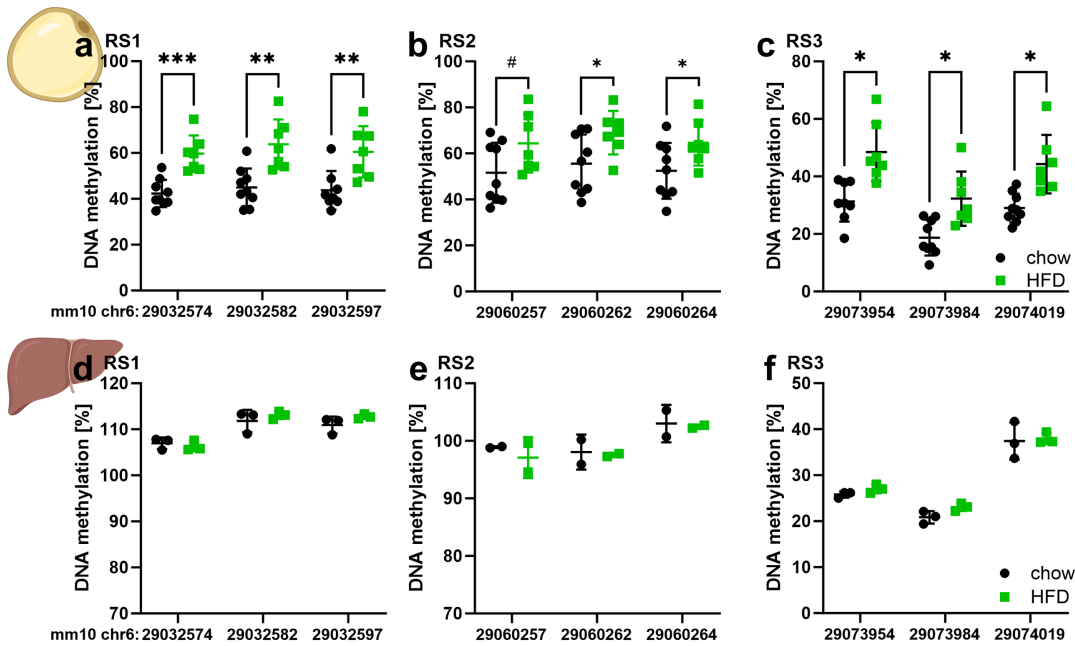 a RS1
*** ** **
DNA methylation [%]
100
80
60
40
20
0
mm10 chr6: 29032574 29032582 29032597
b RS2
# * *
DNA methylation [%]
100
80
60
40
20
0
29060257 29060262 29060264
c RS3
* * *
DNA methylation [%]
80
60
40
20
0
chow
HFD
29073954 29073984 29074019
d RS1
DNA methylation [%]
120
110
100
90
80
70
mm10 chr6: 29032574 29032582 29032597
e RS2
DNA methylation [%]
110
100
90
80
70
29060257 29060262 29060264
f RS3
DNA methylation [%]
50
40
30
20
10
0
chow
HFD
29073954 29073984 29074019